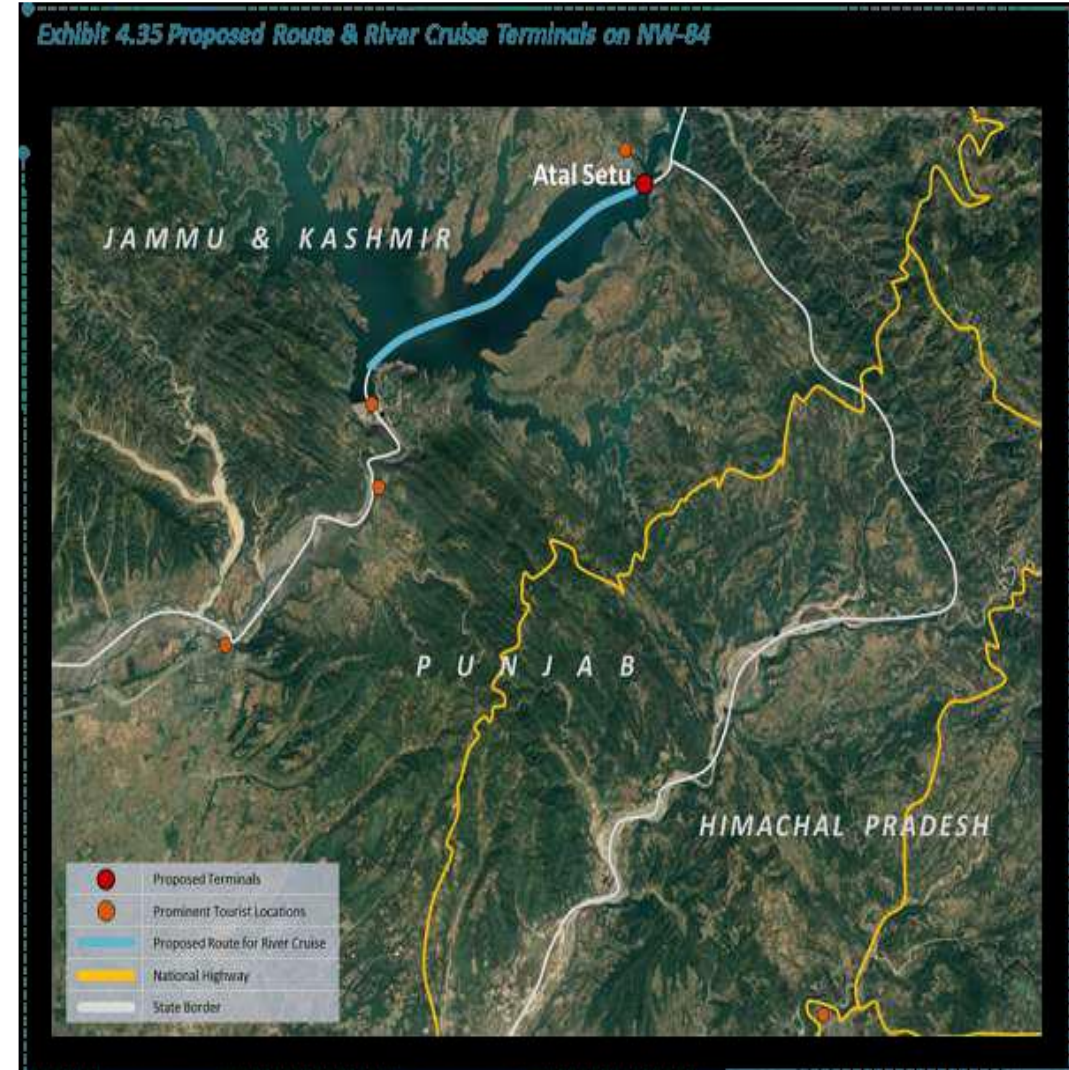 Exhibit 4.35 Proposed Route & River Cruise Terminals on NW-84
Atal Setu
JAMMU & KASHMIR
PUNJAB
HIMACHAL PRADESH
Proposed Terminals
Prominent Tourist Locations
Proposed Route for River Cruise
National Highway
State Border